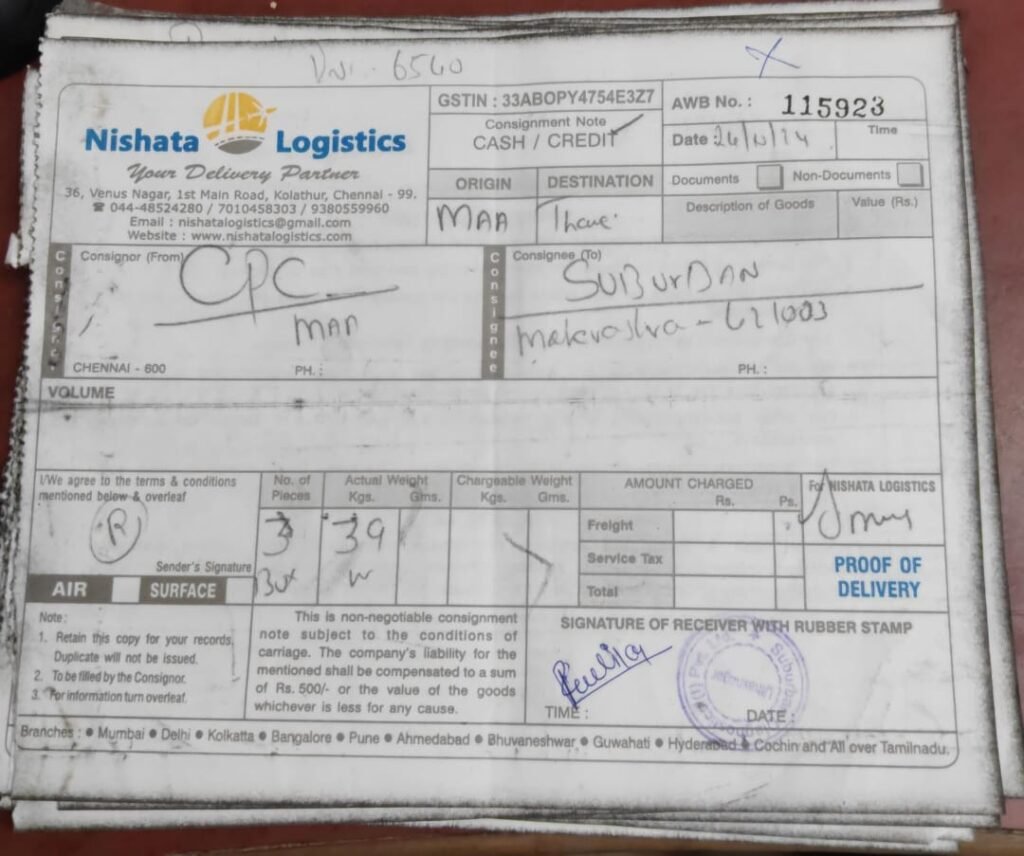 Inv. - 6560
Nishata Logistics
Your Delivery Partner
36, Venus Nagar, 1st Main Road, Kolathur, Chennai - 99.
☎ 044-48524280 / 7010458303 / 9380559960
Email : nishatalogistics@gmail.com
Website : www.nishatalogistics.com
GSTIN : 33ABOPY4754E3Z7
Consignment Note
CASH / CREDIT
AWB No. : 115923
Date : Time
ORIGIN DESTINATION
MAA Thane
Documents Non-Documents
Description of Goods Value (Rs.)
Consignor
Consignor (From)
CPC
MAA
CHENNAI - 600 PH. :
Consignee
Consignee (To)
SUBURBAN
PH. :
VOLUME
I/We agree to the terms & conditions
mentioned below & overleaf
R
Sender's Signature
AIR SURFACE
No. of Pieces
3
Box
Actual Weight
Kgs. Gms.
39
Chargeable Weight
Kgs. Gms.
AMOUNT CHARGED
Rs. Ps.
Freight
Service Tax
Total
For NISHATA LOGISTICS
PROOF OF
DELIVERY
Note :
1. Retain this copy for your records.
Duplicate will not be issued.
2. To be filled by the Consignor.
3. For information turn overleaf.
This is non-negotiable consignment
note subject to the conditions of
carriage. The company's liability for the
mentioned shall be compensated to a sum
of Rs. 500/- or the value of the goods
whichever is less for any cause.
SIGNATURE OF RECEIVER WITH RUBBER STAMP
TIME : DATE :
Branches : ● Mumbai ● Delhi ● Kolkatta ● Bangalore ● Pune ● Ahmedabad ● Bhuvaneshwar ● Guwahati ● Hyderabad ● Cochin and All over Tamilnadu.